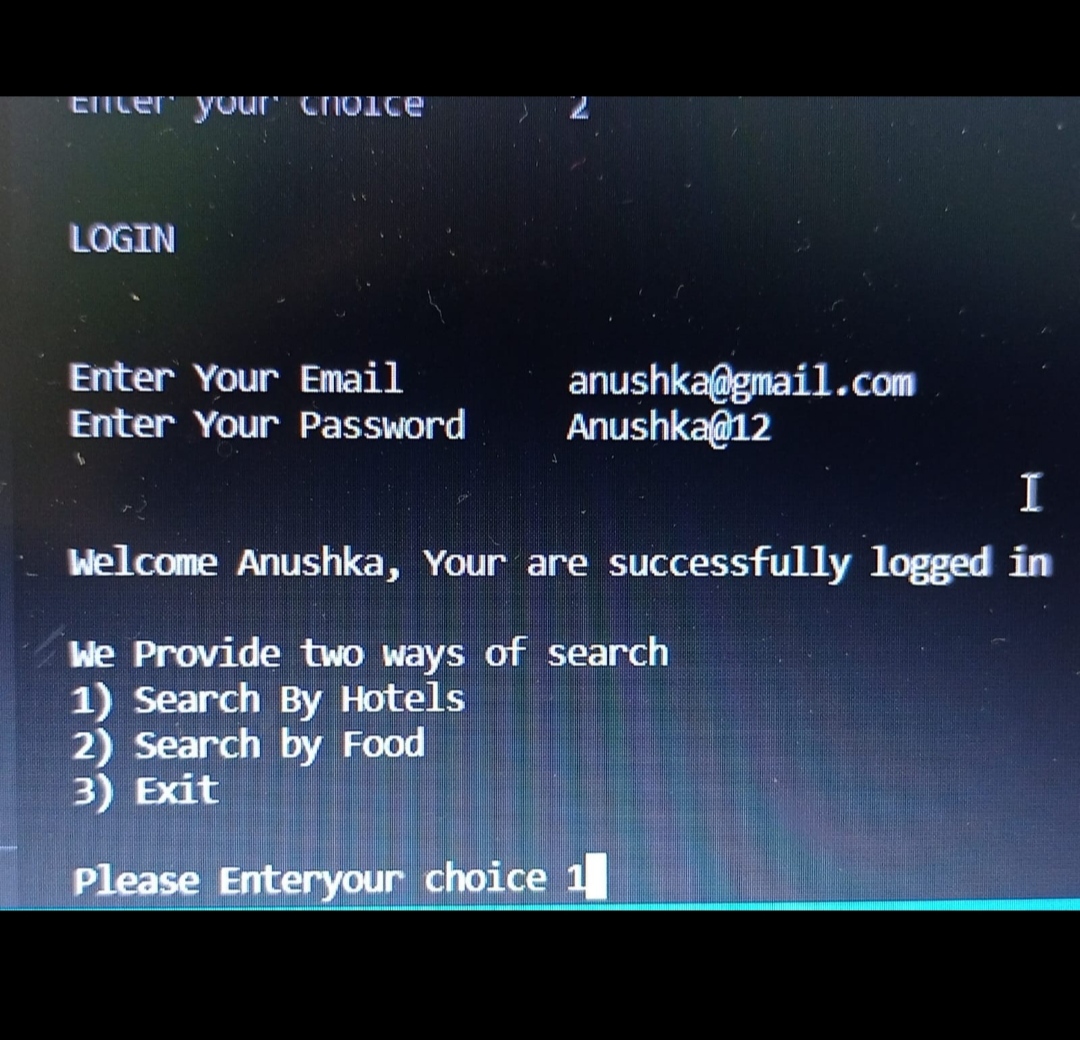 Enter your choice 2
LOGIN
Enter Your Email anushka@gmail.com
Enter Your Password Anushka@12
Welcome Anushka, Your are successfully logged in
We Provide two ways of search
1) Search By Hotels
2) Search by Food
3) Exit
Please Enteryour choice 1